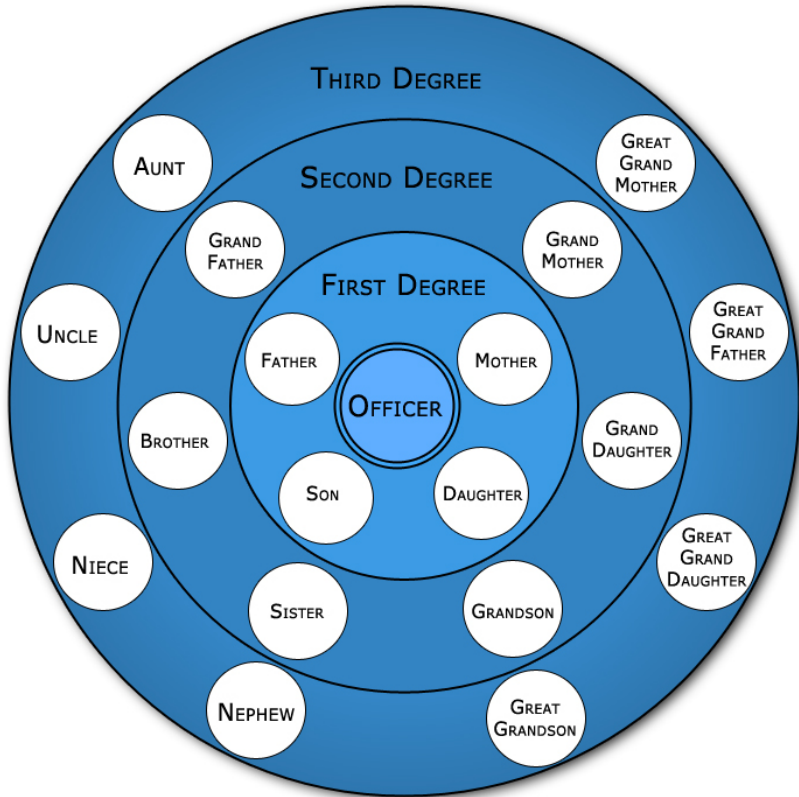 Third Degree
Aunt
Great
Grand
Mother
Second Degree
Grand
Father
Grand
Mother
First Degree
Uncle
Great
Grand
Father
Father
Mother
Officer
Brother
Grand
Daughter
Son
Daughter
Niece
Great
Grand
Daughter
Sister
Grandson
Nephew
Great
Grandson